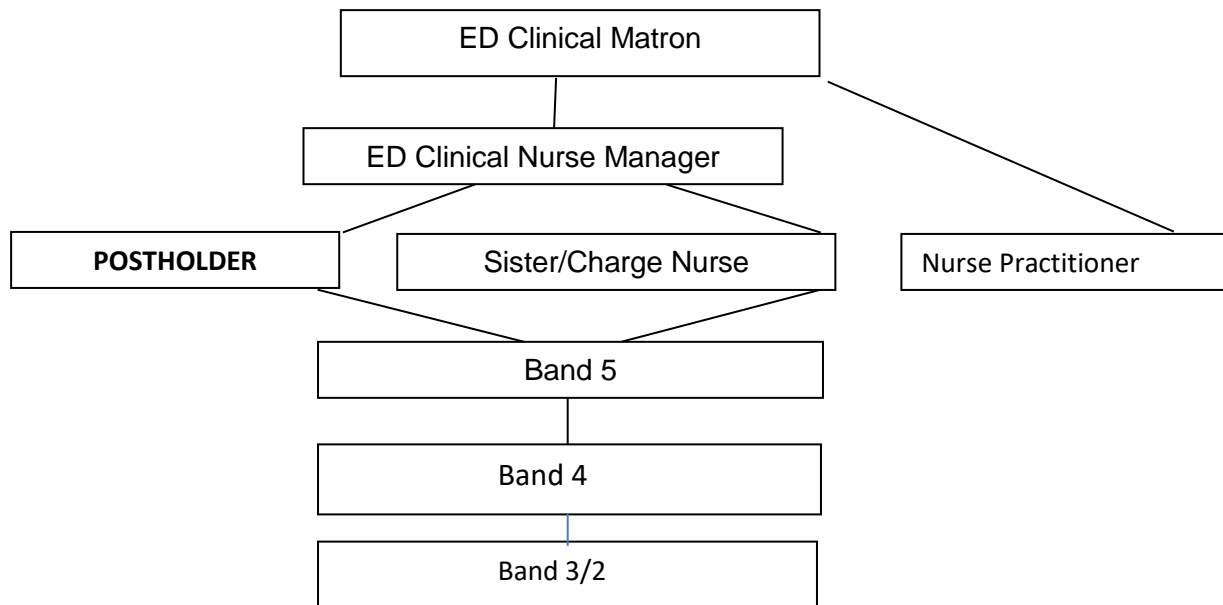 ED Clinical Matron
ED Clinical Nurse Manager
POSTHOLDER
Sister/Charge Nurse
Nurse Practitioner
Band 5
Band 4
Band 3/2